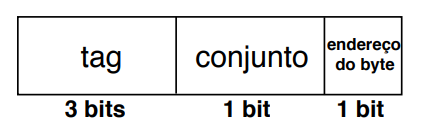 tag conjunto endereço
do byte
3 bits 1 bit 1 bit